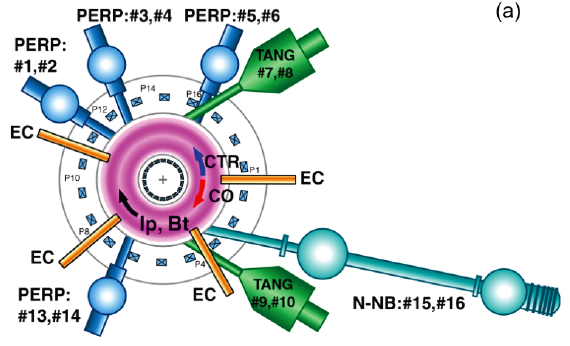 (a)
PERP:#3,#4
PERP:#5,#6
PERP:
#1,#2
TANG
#7,#8
P14
P16
P12
EC
CTR
P1
EC
P10
CO
Ip, Bt
P8
EC
P4
EC
TANG
#9,#10
N-NB:#15,#16
PERP:
#13,#14